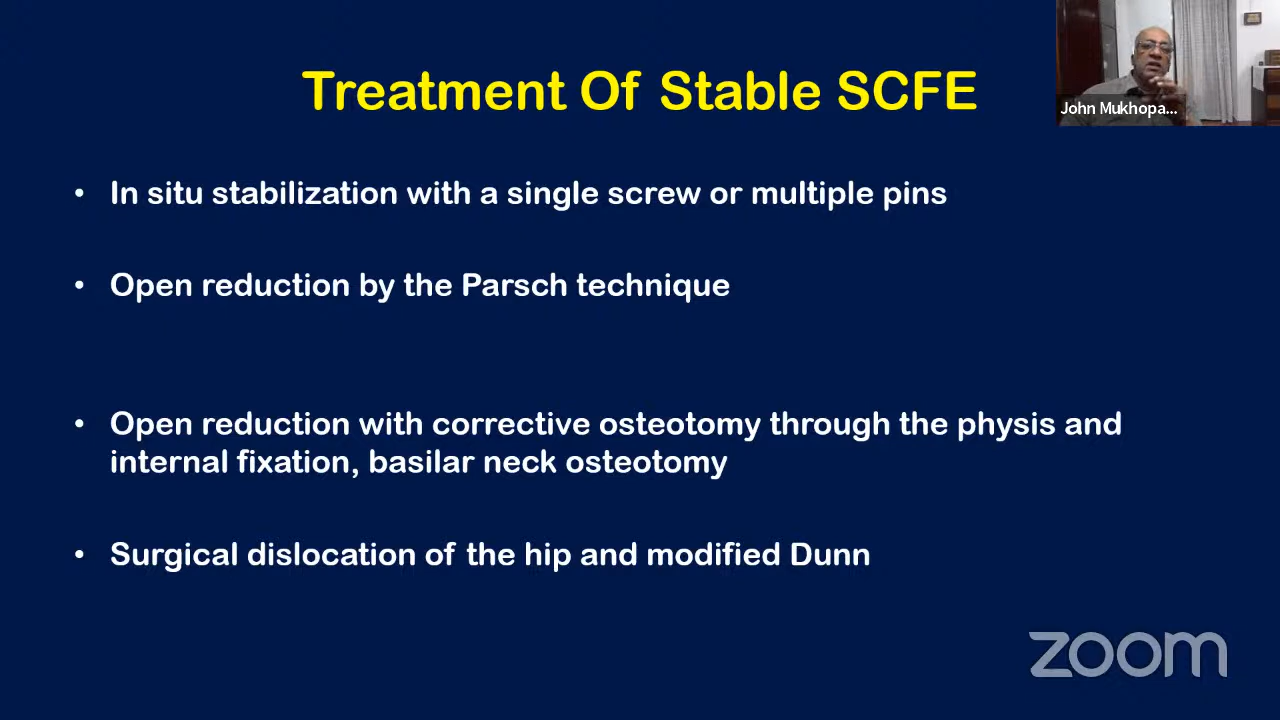 Treatment Of Stable SCFE
John Mukhopa...
• In situ stabilization with a single screw or multiple pins
• Open reduction by the Parsch technique
• Open reduction with corrective osteotomy through the physis and
internal fixation, basilar neck osteotomy
• Surgical dislocation of the hip and modified Dunn
zoom